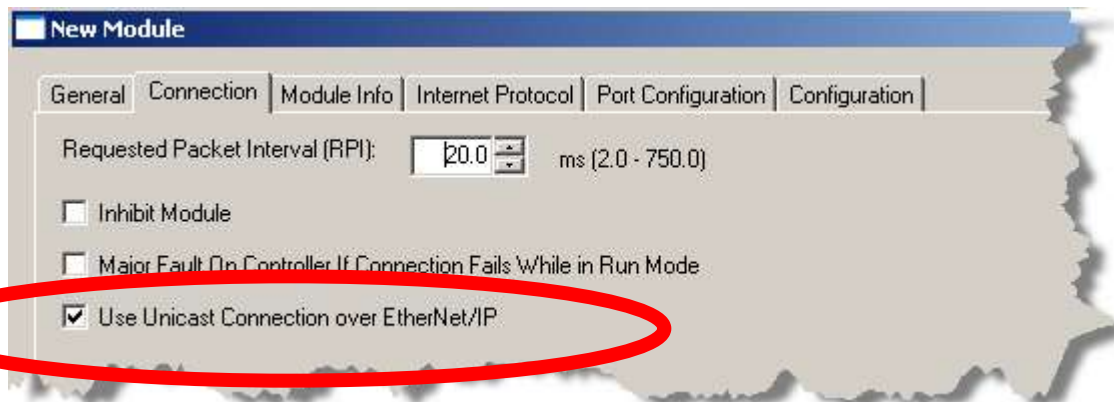 New Module
General Connection Module Info Internet Protocol Port Configuration Configuration
Requested Packet Interval (RPI): 20.0 ms (2.0 - 750.0)
Inhibit Module
Major Fault On Controller If Connection Fails While in Run Mode
Use Unicast Connection over EtherNet/IP